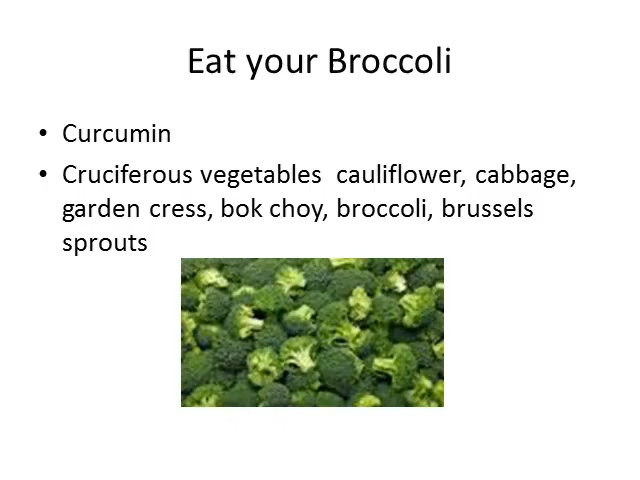 Eat your Broccoli
• Curcumin
• Cruciferous vegetables  cauliflower, cabbage,
garden cress, bok choy, broccoli, brussels
sprouts